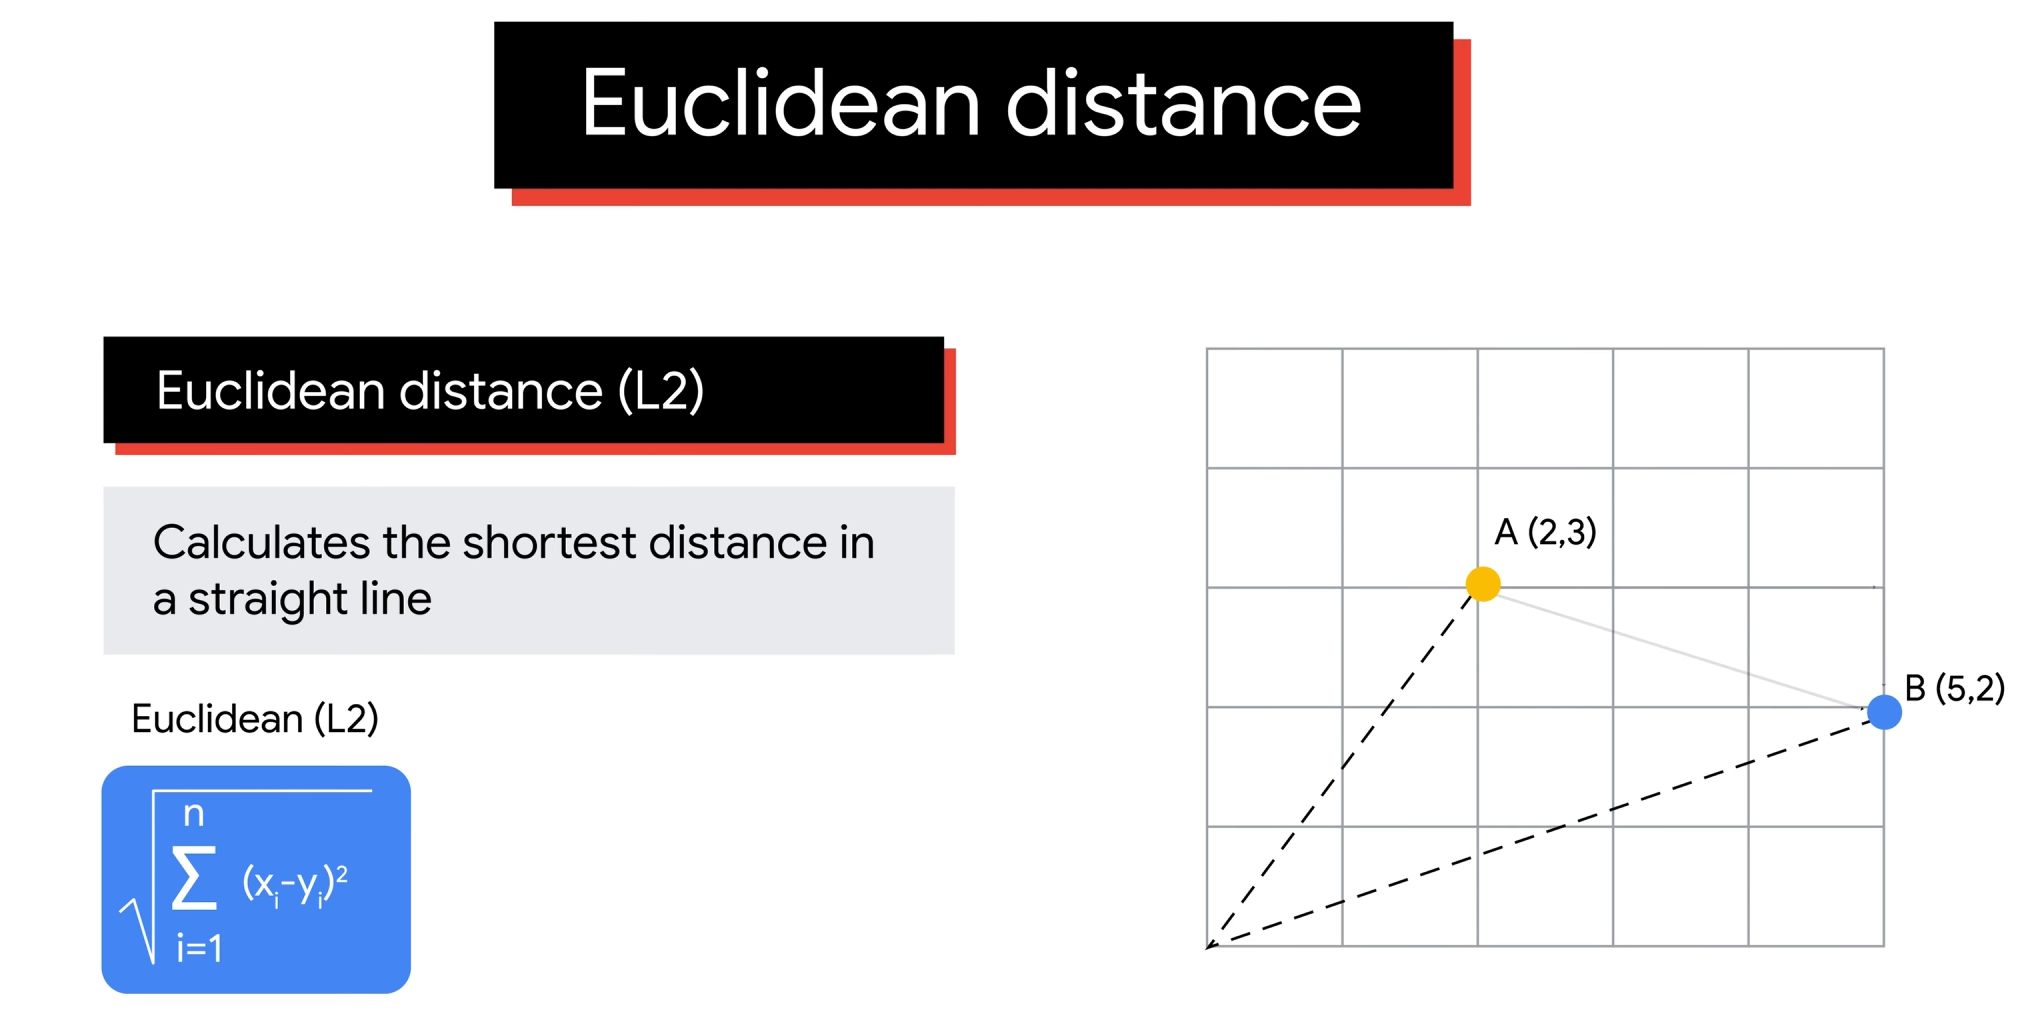 Euclidean distance
Euclidean distance (L2)
Calculates the shortest distance in
a straight line
Euclidean (L2)
n
√ Σ (xᵢ-yᵢ)²
i=1
A (2,3)
B (5,2)